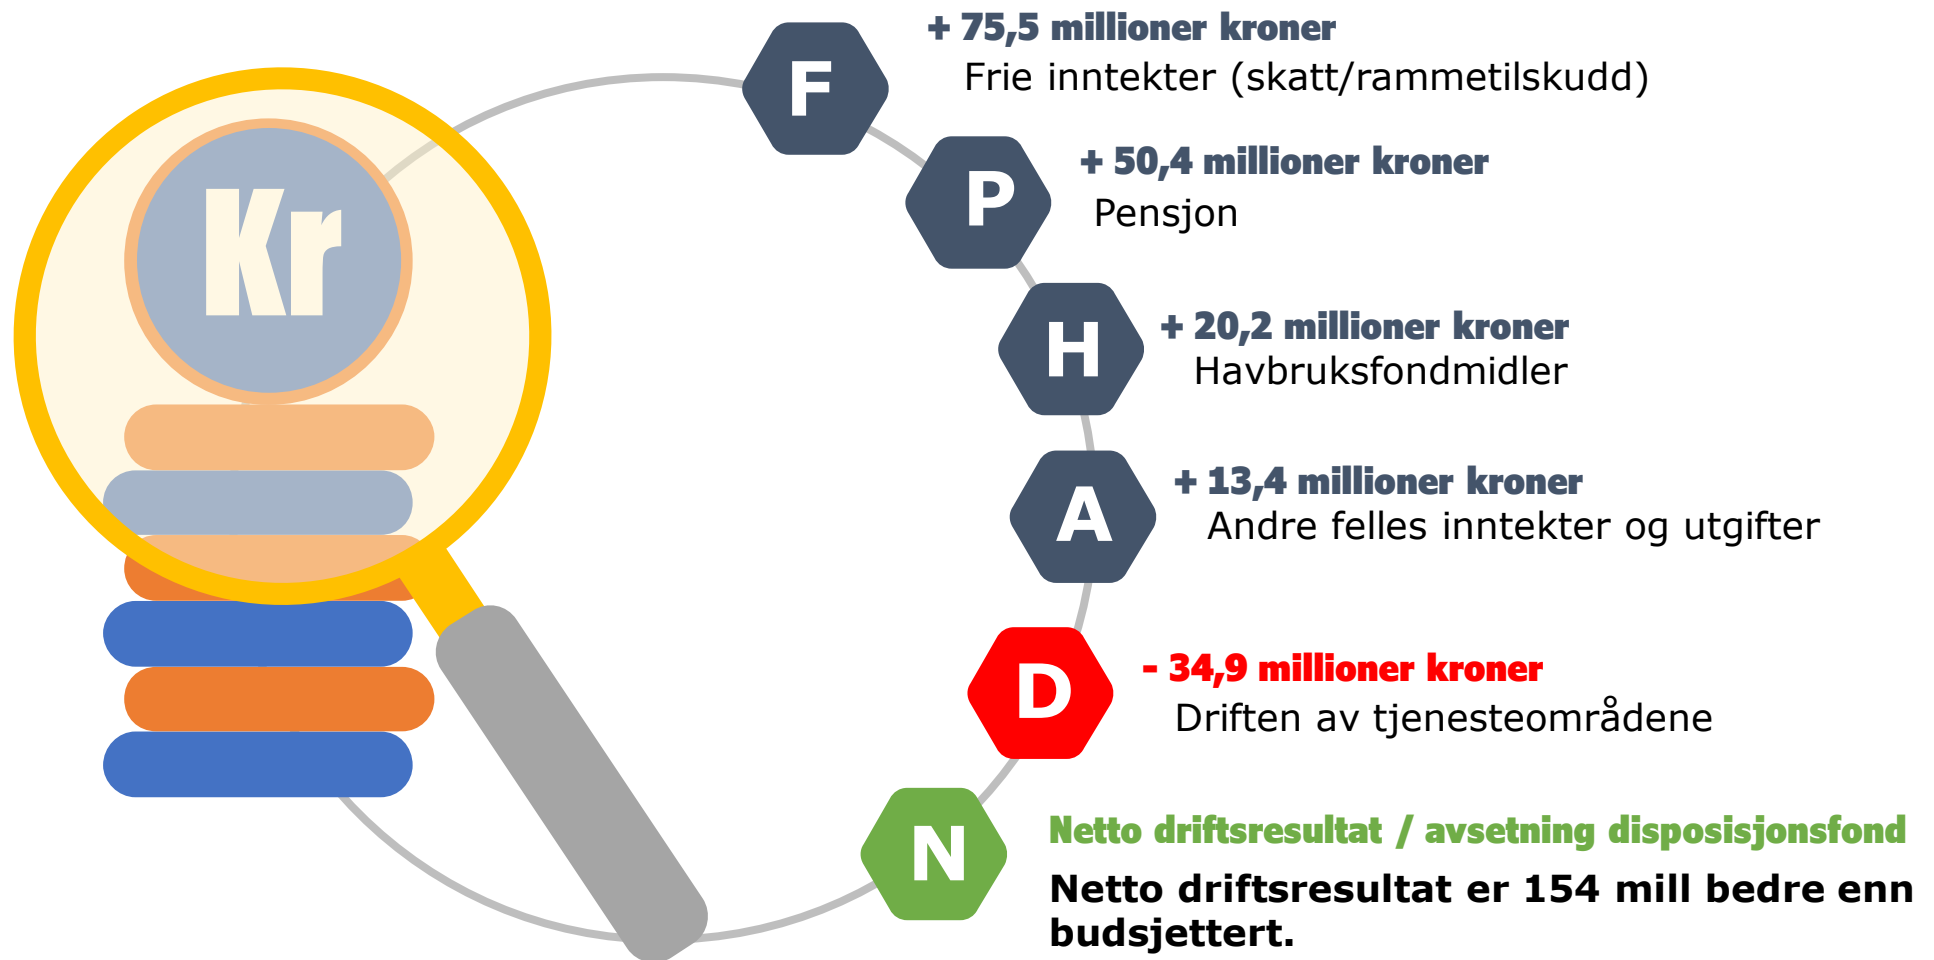 Kr
F
+ 75,5 millioner kroner
Frie inntekter (skatt/rammetilskudd)
P
+ 50,4 millioner kroner
Pensjon
H
+ 20,2 millioner kroner
Havbruksfondmidler
A
+ 13,4 millioner kroner
Andre felles inntekter og utgifter
D
- 34,9 millioner kroner
Driften av tjenesteområdene
N
Netto driftsresultat / avsetning disposisjonsfond
Netto driftsresultat er 154 mill bedre enn
budsjettert.